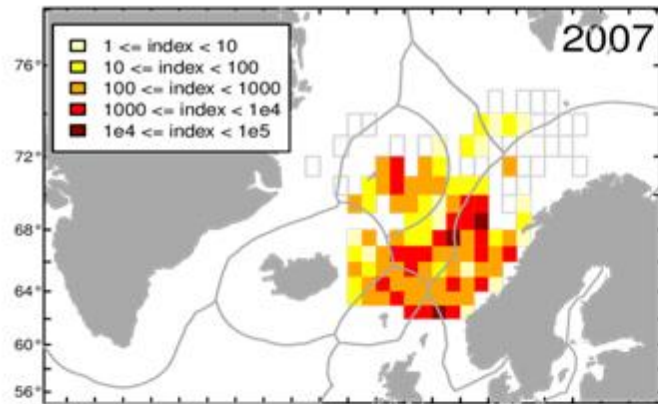 2007
1 <= index < 10
10 <= index < 100
100 <= index < 1000
1000 <= index < 1e4
1e4 <= index < 1e5
76°
72°
68°
64°
60°
56°